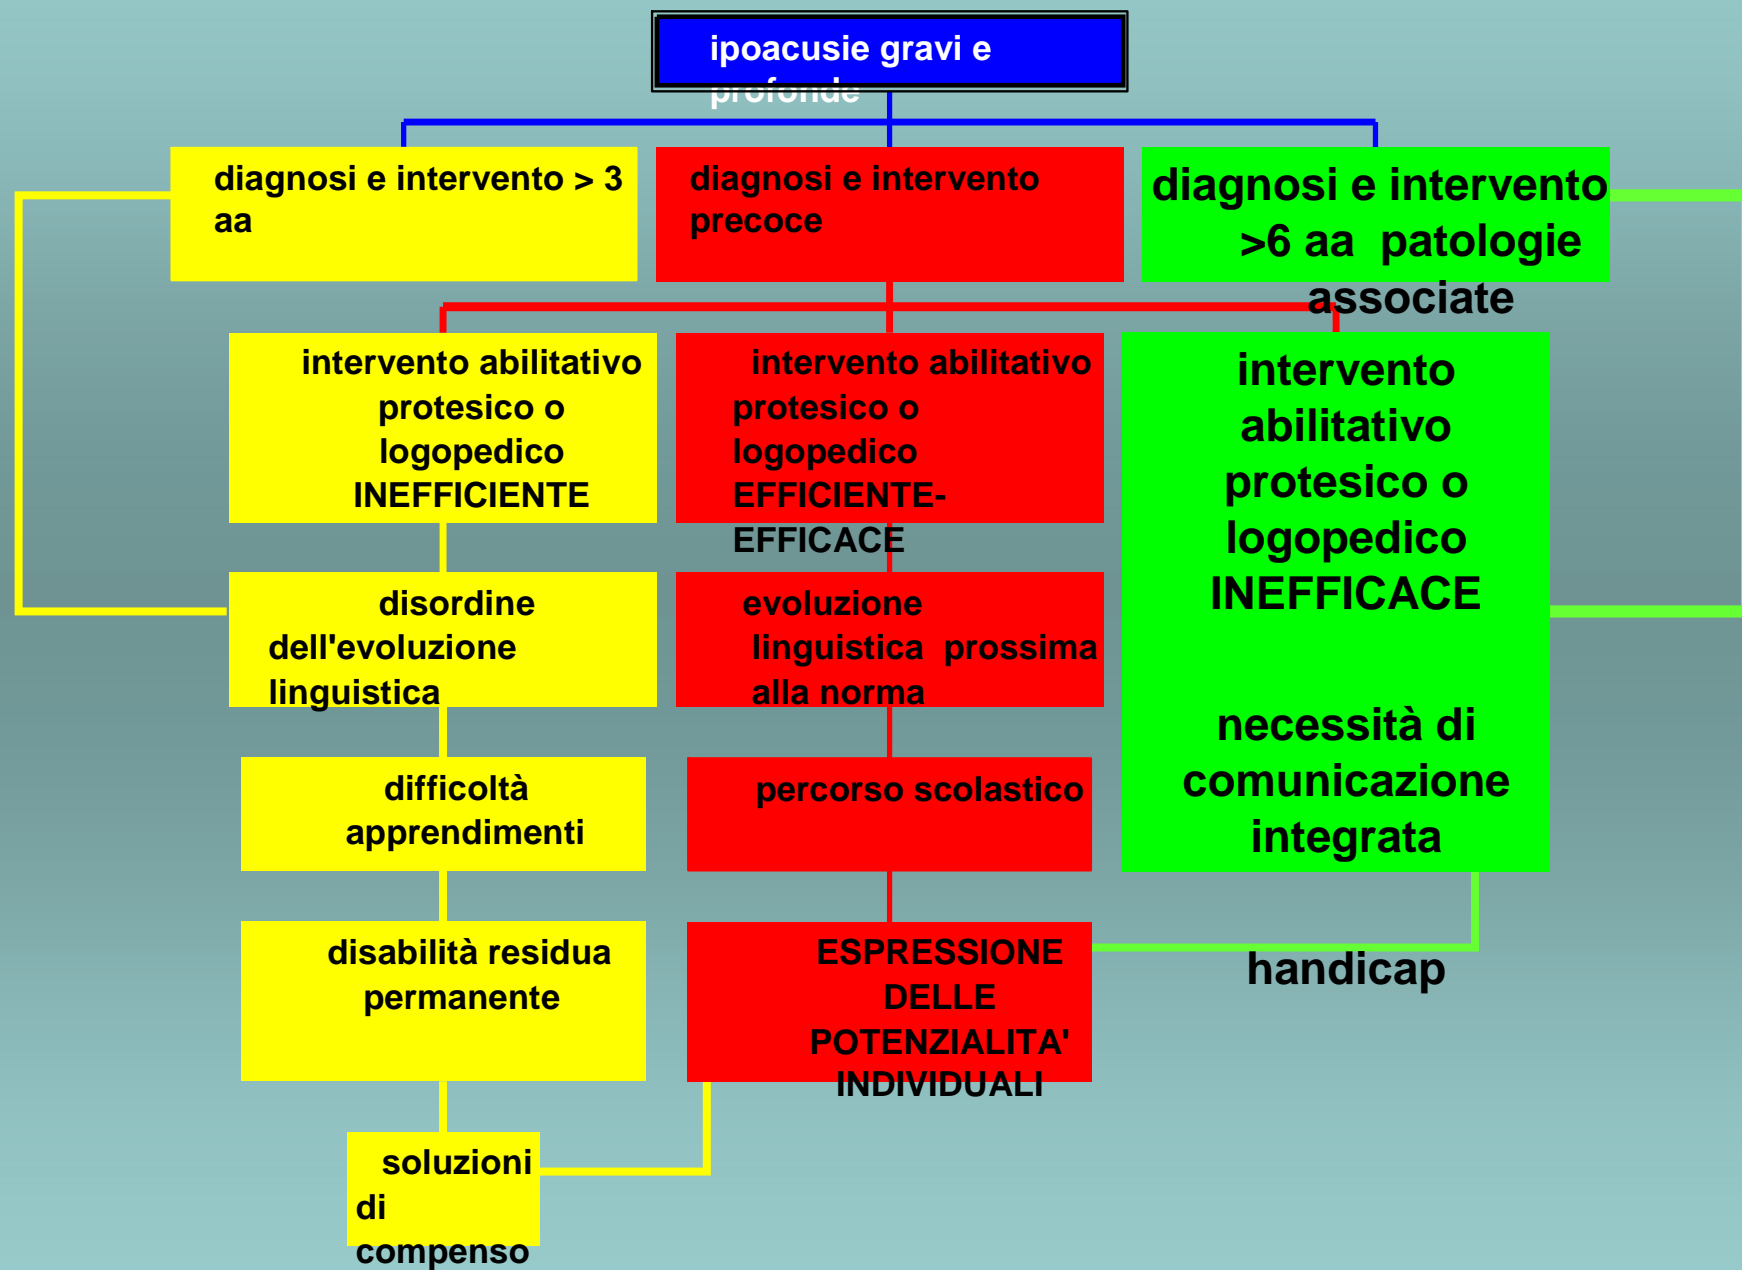 ipoacusie gravi e
profonde
diagnosi e intervento > 3
aa
diagnosi e intervento
precoce
diagnosi e intervento
>6 aa patologie
associate
intervento abilitativo
protesico o
logopedico
INEFFICIENTE
intervento abilitativo
protesico o
logopedico
EFFICIENTE-
EFFICACE
intervento
abilitativo
protesico o
logopedico
INEFFICACE
necessità di
comunicazione
integrata
disordine
dell'evoluzione
linguistica
evoluzione
linguistica prossima
alla norma
difficoltà
apprendimenti
percorso scolastico
disabilità residua
permanente
ESPRESSIONE
DELLE
POTENZIALITA'
INDIVIDUALI
handicap
soluzioni
di
compenso